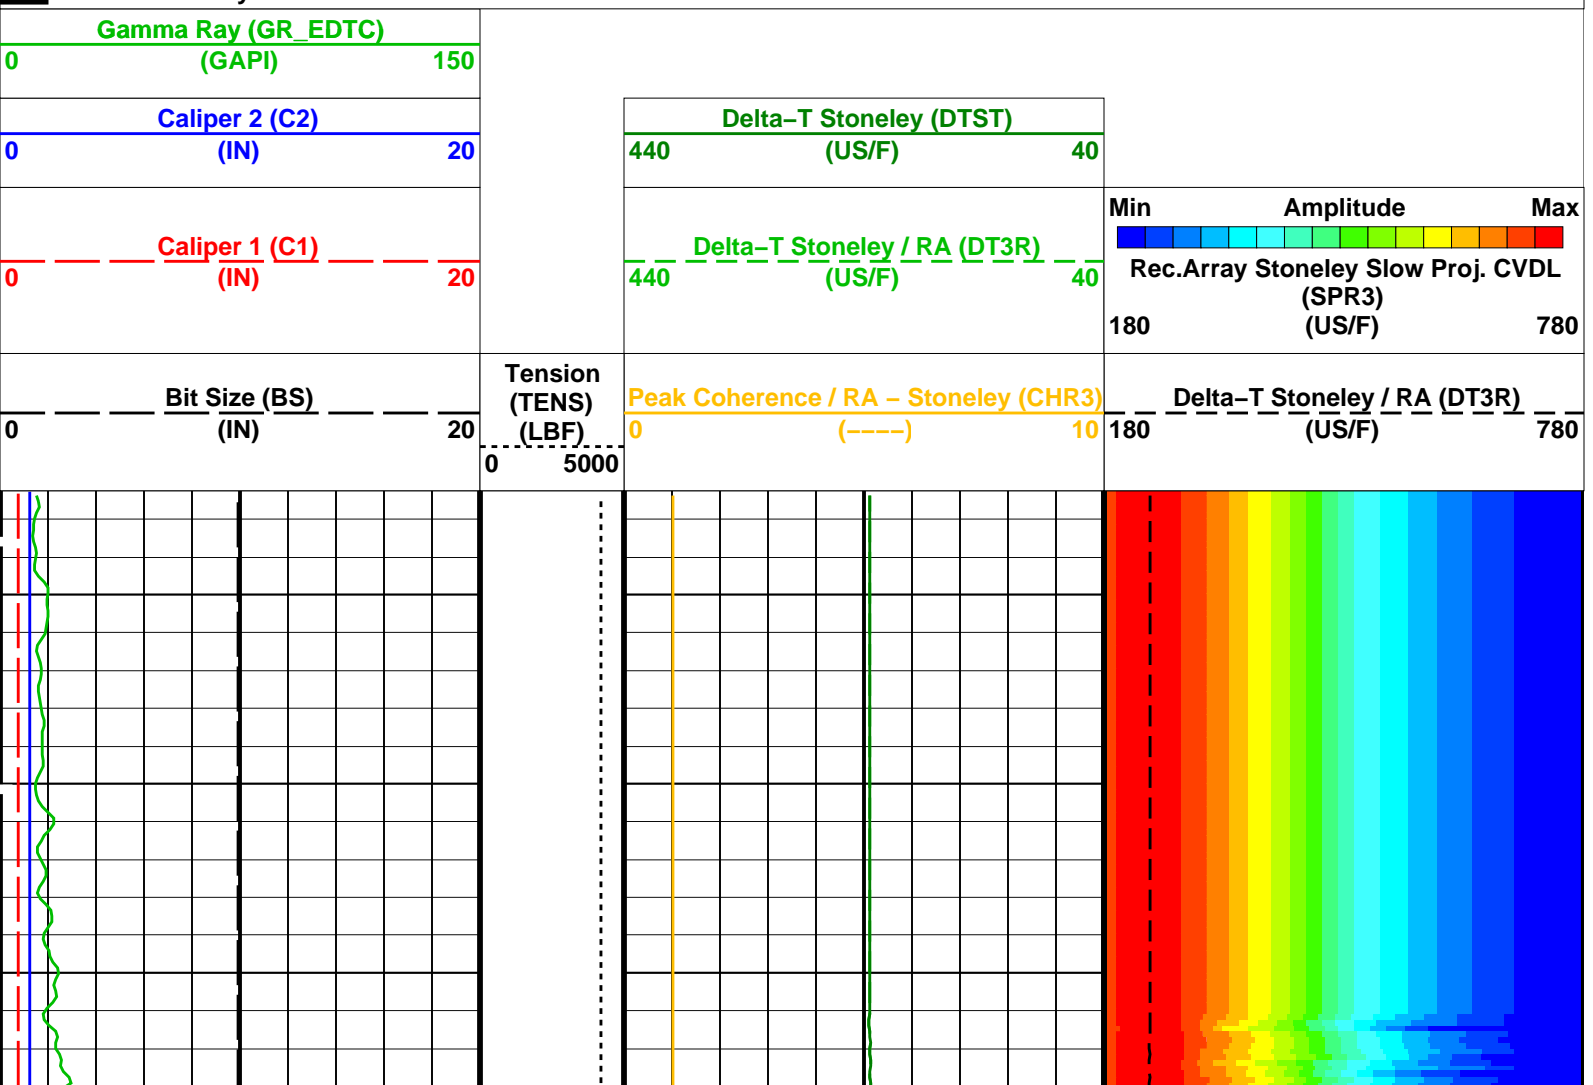 Gamma Ray (GR_EDTC)
0 (GAPI) 150
Caliper 2 (C2)
0 (IN) 20
Caliper 1 (C1)
0 (IN) 20
Bit Size (BS)
0 (IN) 20
Tension
(TENS)
(LBF)
0 5000
Delta−T Stoneley (DTST)
440 (US/F) 40
Delta−T Stoneley / RA (DT3R)
440 (US/F) 40
Peak Coherence / RA − Stoneley (CHR3)
0 (−−−−) 10
Min Amplitude Max
Rec.Array Stoneley Slow Proj. CVDL
(SPR3)
180 (US/F) 780
Delta−T Stoneley / RA (DT3R)
180 (US/F) 780